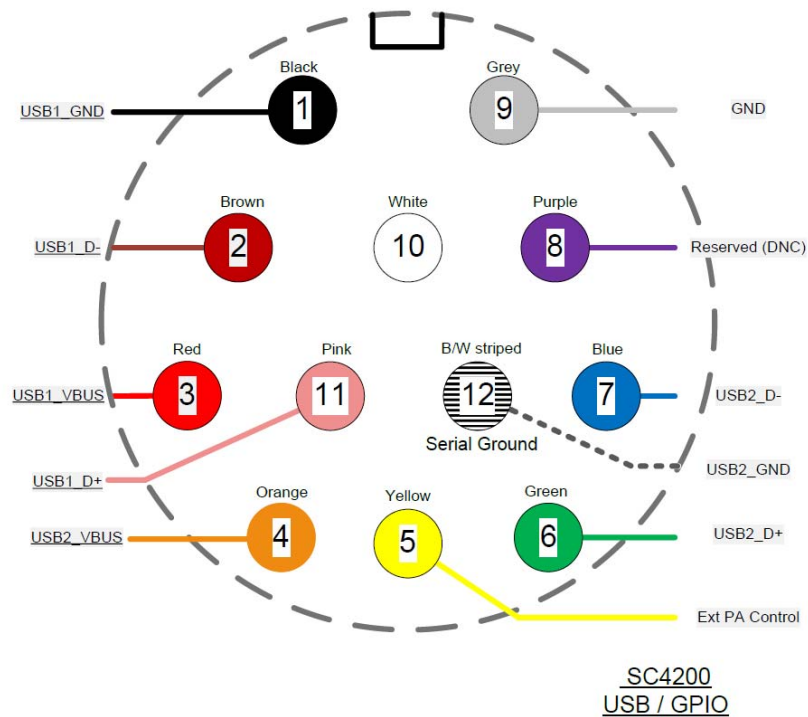 Black
Grey
USB1_GND
1
9
GND
Brown
White
Purple
USB1_D-
2
10
8
Reserved (DNC)
Red
Pink
B/W striped
Blue
USB1_VBUS
3
11
12
7
USB2_D-
Serial Ground
USB1_D+
USB2_GND
Orange
Yellow
Green
USB2_VBUS
4
5
6
USB2_D+
Ext PA Control
SC4200
USB / GPIO